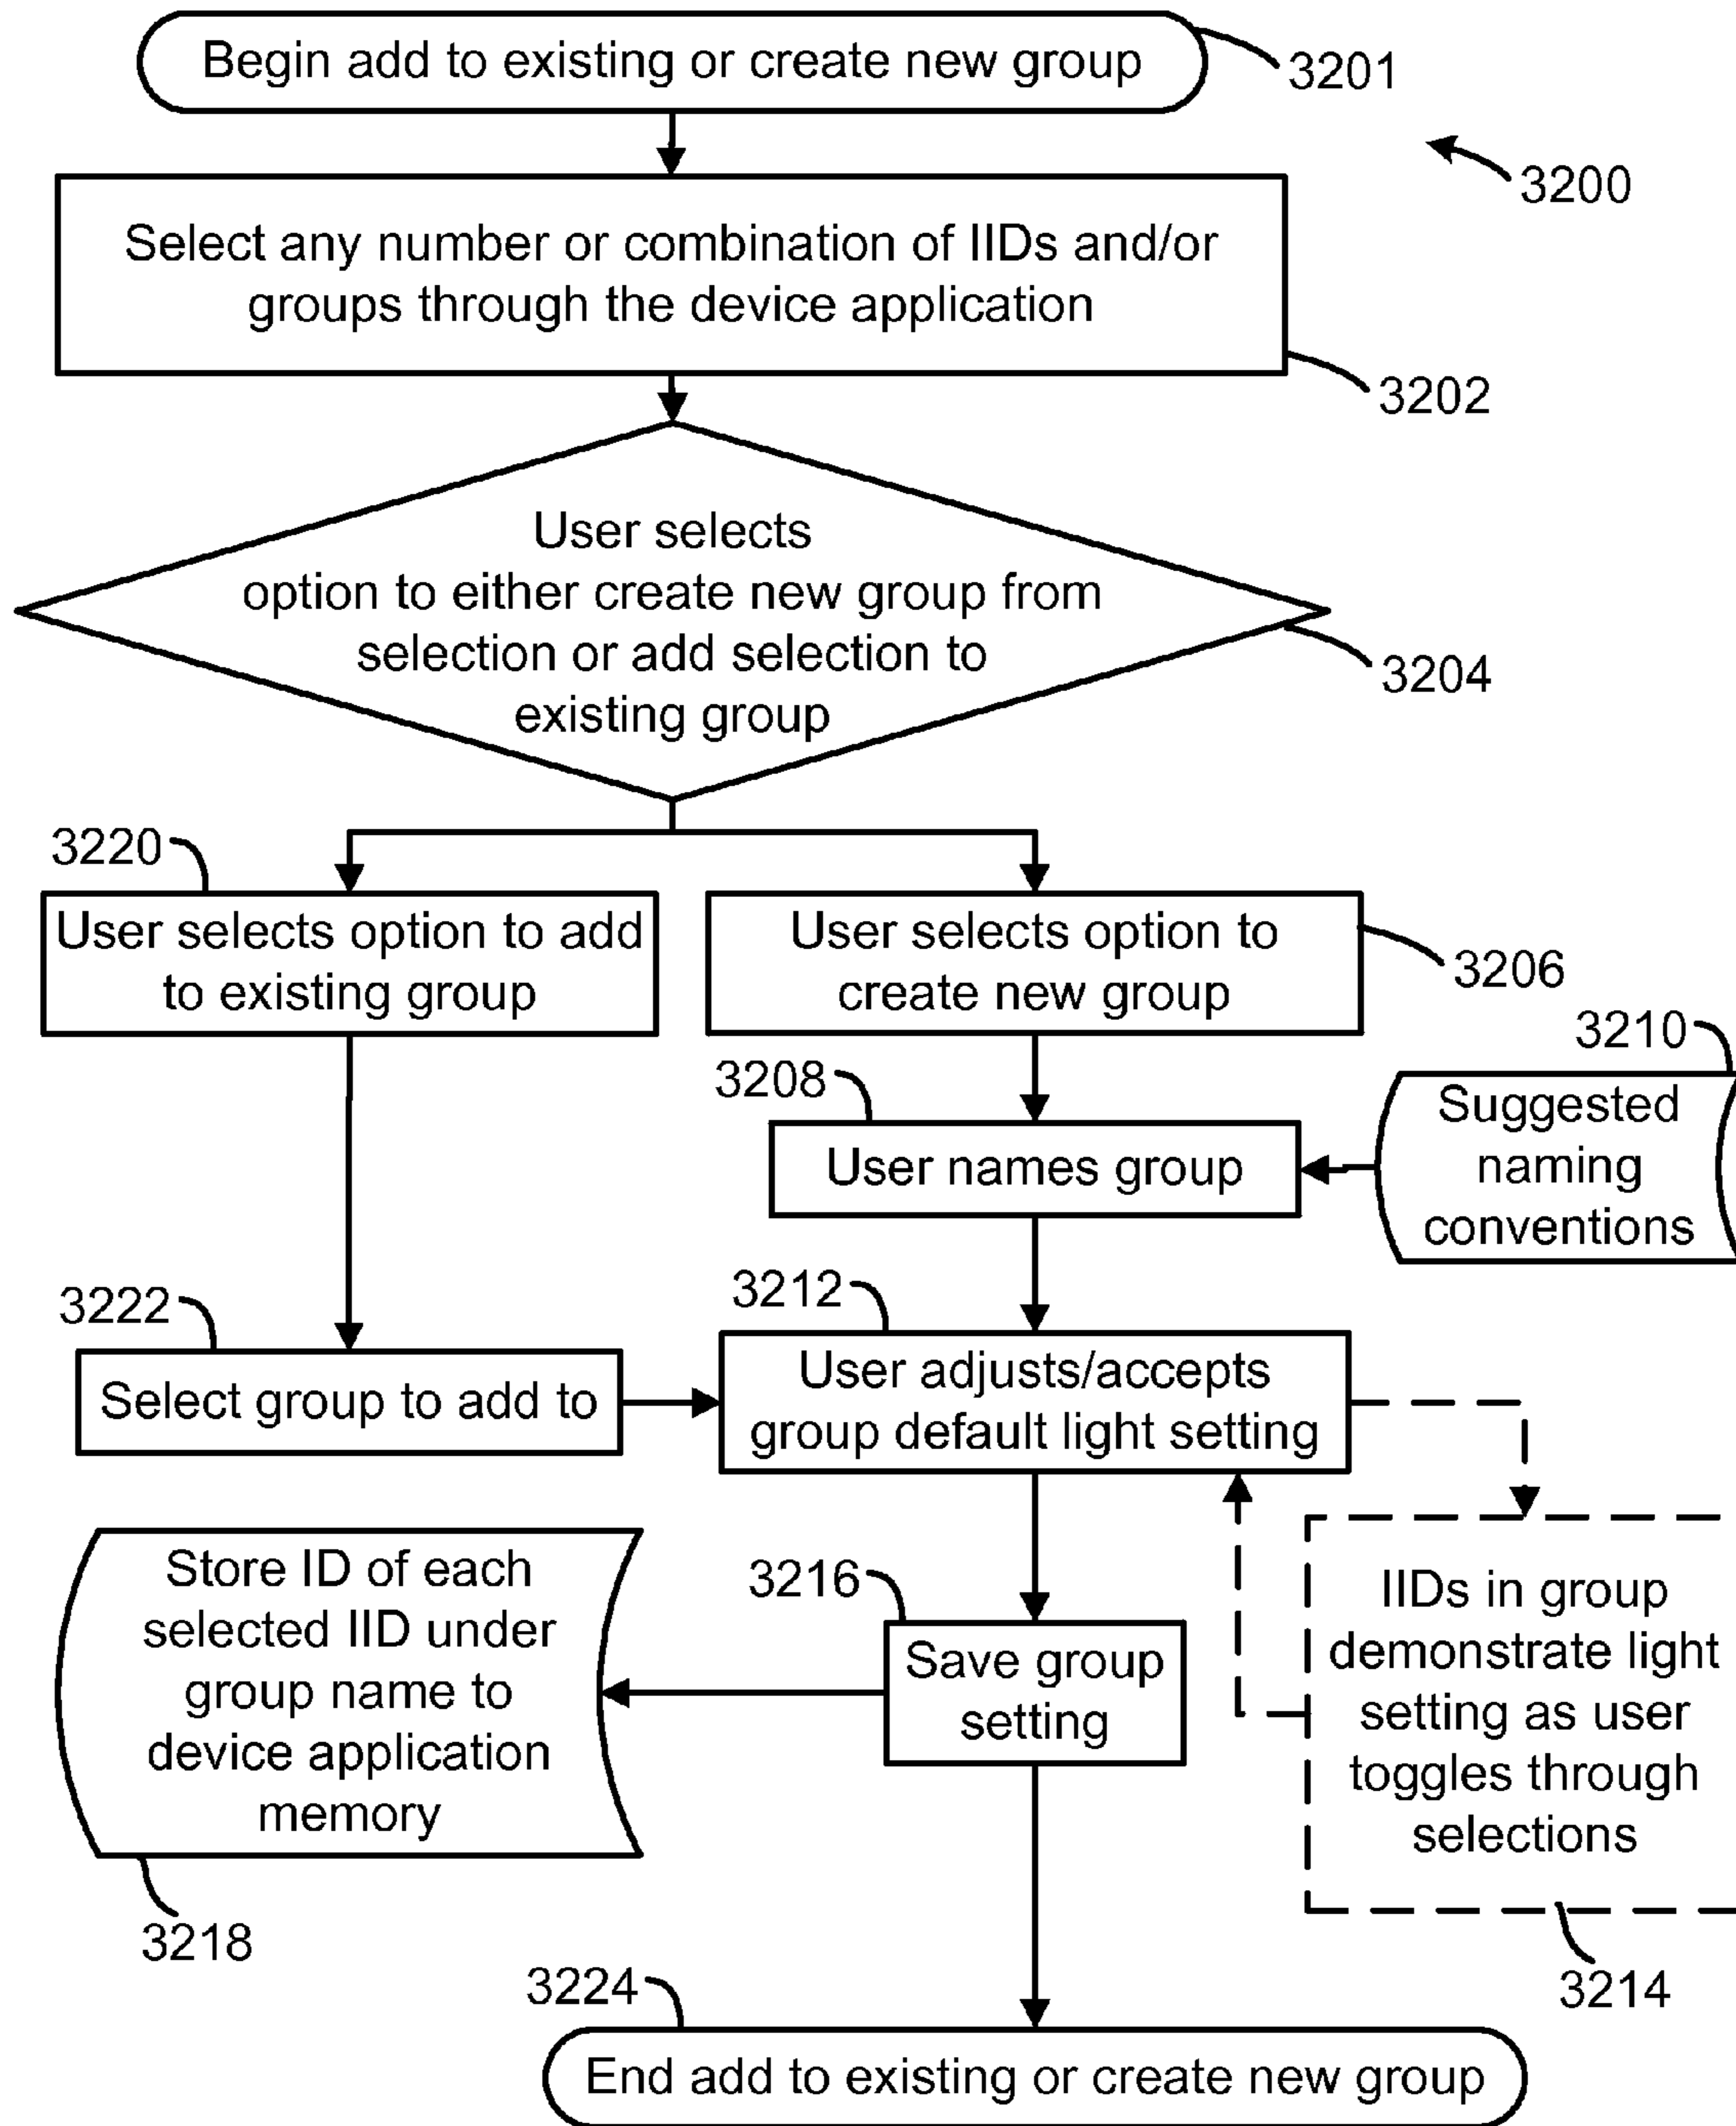 Begin add to existing or create new group
3201
3200
Select any number or combination of IIDs and/or
groups through the device application
3202
User selects
option to either create new group from
selection or add selection to
existing group
3204
3220
User selects option to add
to existing group
User selects option to
create new group
3206
3210
3208
Suggested
naming
conventions
User names group
3222
3212
Select group to add to
User adjusts/accepts
group default light setting
Store ID of each
selected IID under
group name to
device application
memory
3216
Save group
setting
IIDs in group
demonstrate light
setting as user
toggles through
selections
3218
3214
3224
End add to existing or create new group